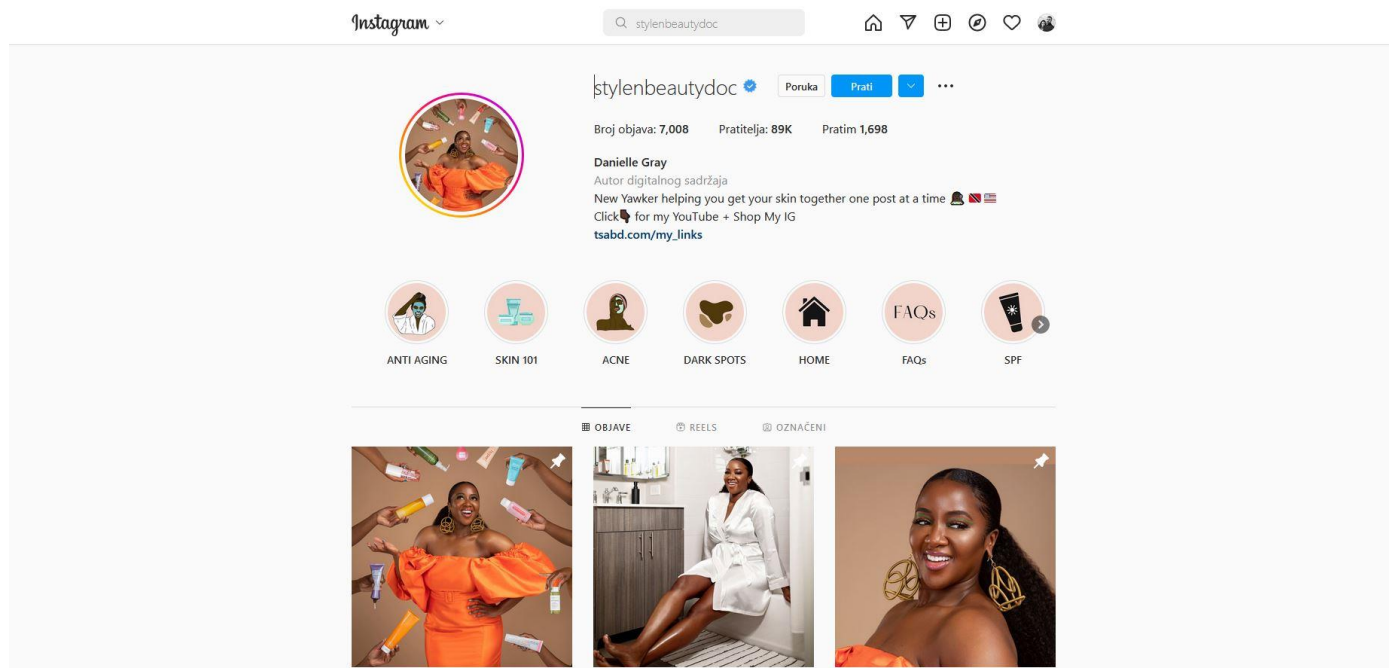 Instagram
stylenbeautydoc
stylenbeautydoc Poruka Prati
Broj objava: 7,008 Pratitelja: 89K Pratim 1,698
Danielle Gray
Autor digitalnog sadržaja
New Yawker helping you get your skin together one post at a time
Click for my YouTube + Shop My IG
tsabd.com/my_links
FAQs
ANTI AGING SKIN 101 ACNE DARK SPOTS HOME FAQs SPF
OBJAVE REELS OZNAČENI